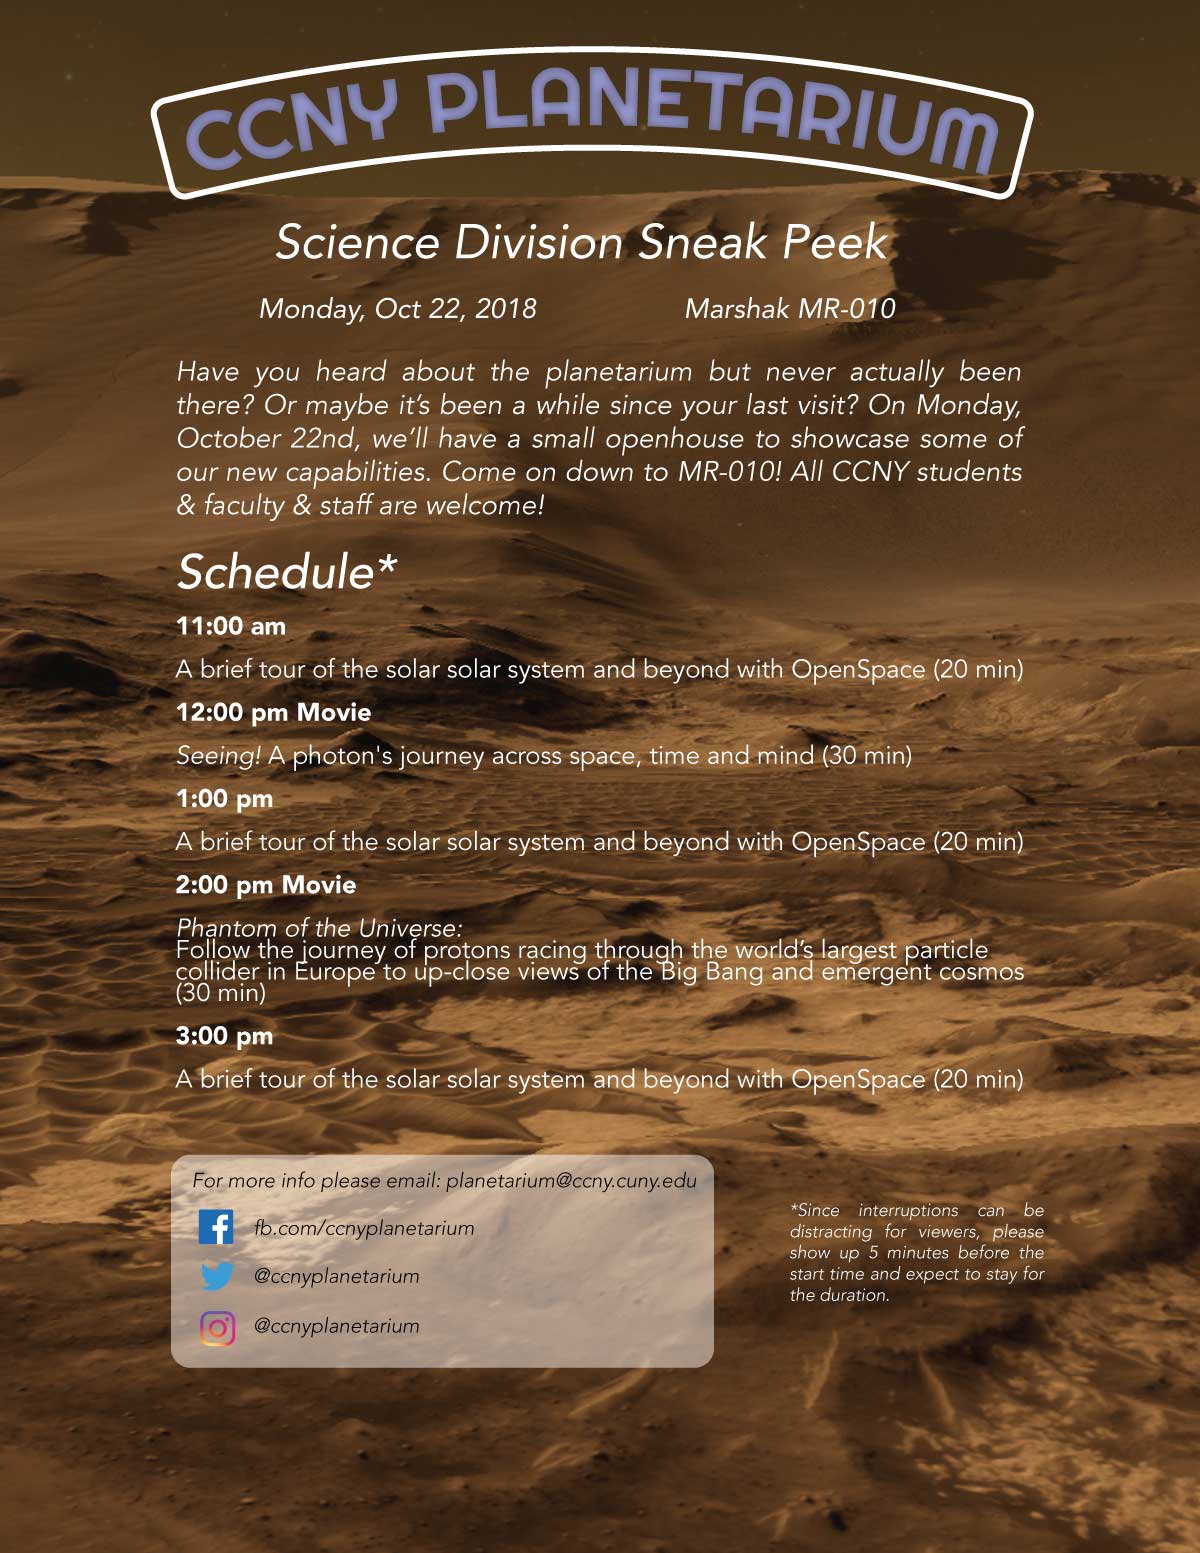 CCNY PLANETARIUM
Science Division Sneak Peek
Monday, Oct 22, 2018 Marshak MR-010
Have you heard about the planetarium but never actually been
there? Or maybe it’s been a while since your last visit? On Monday,
October 22nd, we’ll have a small openhouse to showcase some of
our new capabilities. Come on down to MR-010! All CCNY students
& faculty & staff are welcome!
Schedule*
11:00 am
A brief tour of the solar solar system and beyond with OpenSpace (20 min)
12:00 pm Movie
Seeing! A photon's journey across space, time and mind (30 min)
1:00 pm
A brief tour of the solar solar system and beyond with OpenSpace (20 min)
2:00 pm Movie
Phantom of the Universe:
Follow the journey of protons racing through the world’s largest particle
collider in Europe to up-close views of the Big Bang and emergent cosmos
(30 min)
3:00 pm
A brief tour of the solar solar system and beyond with OpenSpace (20 min)
For more info please email: planetarium@ccny.cuny.edu
fb.com/ccnyplanetarium
@ccnyplanetarium
@ccnyplanetarium
*Since interruptions can be
distracting for viewers, please
show up 5 minutes before the
start time and expect to stay for
the duration.